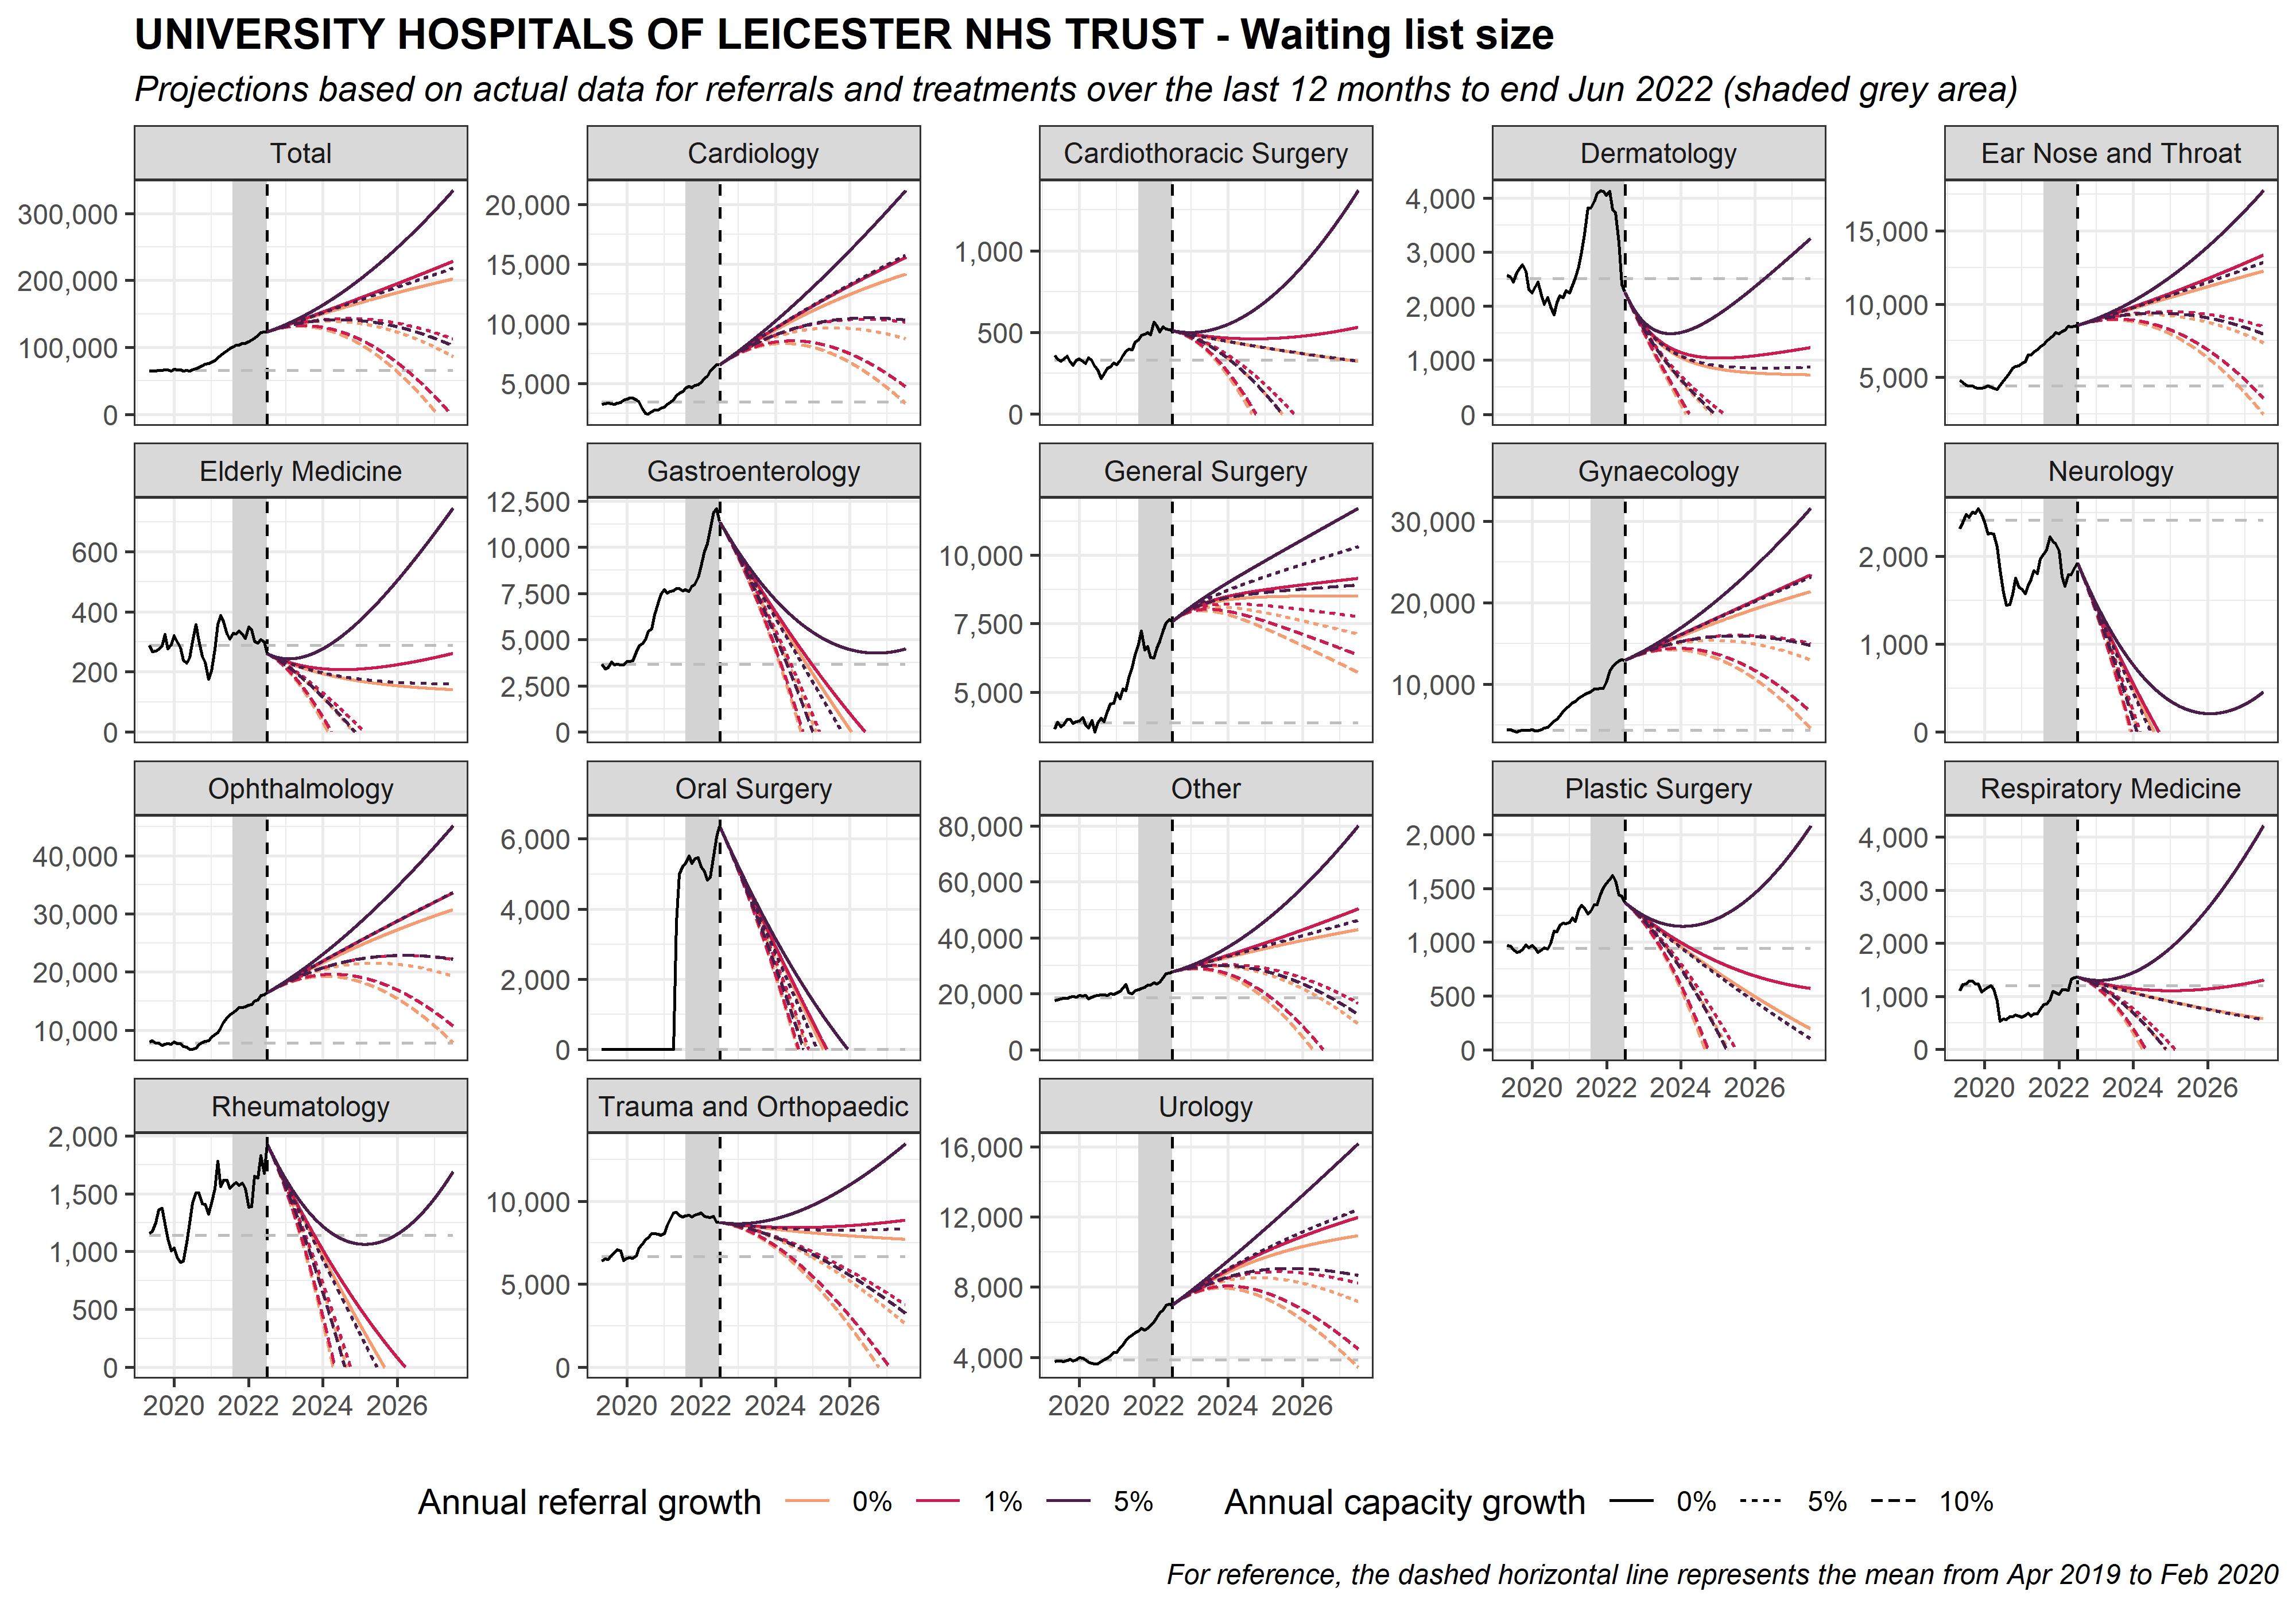 UNIVERSITY HOSPITALS OF LEICESTER NHS TRUST - Waiting list size
Projections based on actual data for referrals and treatments over the last 12 months to end Jun 2022 (shaded grey area)
Total
Cardiology
Cardiothoracic Surgery
Dermatology
Ear Nose and Throat
300,000
200,000
100,000
0
20,000
15,000
10,000
5,000
1,000
500
0
4,000
3,000
2,000
1,000
0
15,000
10,000
5,000
Elderly Medicine
Gastroenterology
General Surgery
Gynaecology
Neurology
600
400
200
0
12,500
10,000
7,500
5,000
2,500
0
10,000
7,500
5,000
30,000
20,000
10,000
2,000
1,000
0
Ophthalmology
Oral Surgery
Other
Plastic Surgery
Respiratory Medicine
40,000
30,000
20,000
10,000
6,000
4,000
2,000
0
80,000
60,000
40,000
20,000
0
2,000
1,500
1,000
500
0
4,000
3,000
2,000
1,000
0
2020 2022 2024 2026
2020 2022 2024 2026
Rheumatology
Trauma and Orthopaedic
Urology
2,000
1,500
1,000
500
0
10,000
5,000
0
16,000
12,000
8,000
4,000
2020 2022 2024 2026
2020 2022 2024 2026
2020 2022 2024 2026
Annual referral growth 0% 1% 5%
Annual capacity growth 0% 5% 10%
For reference, the dashed horizontal line represents the mean from Apr 2019 to Feb 2020